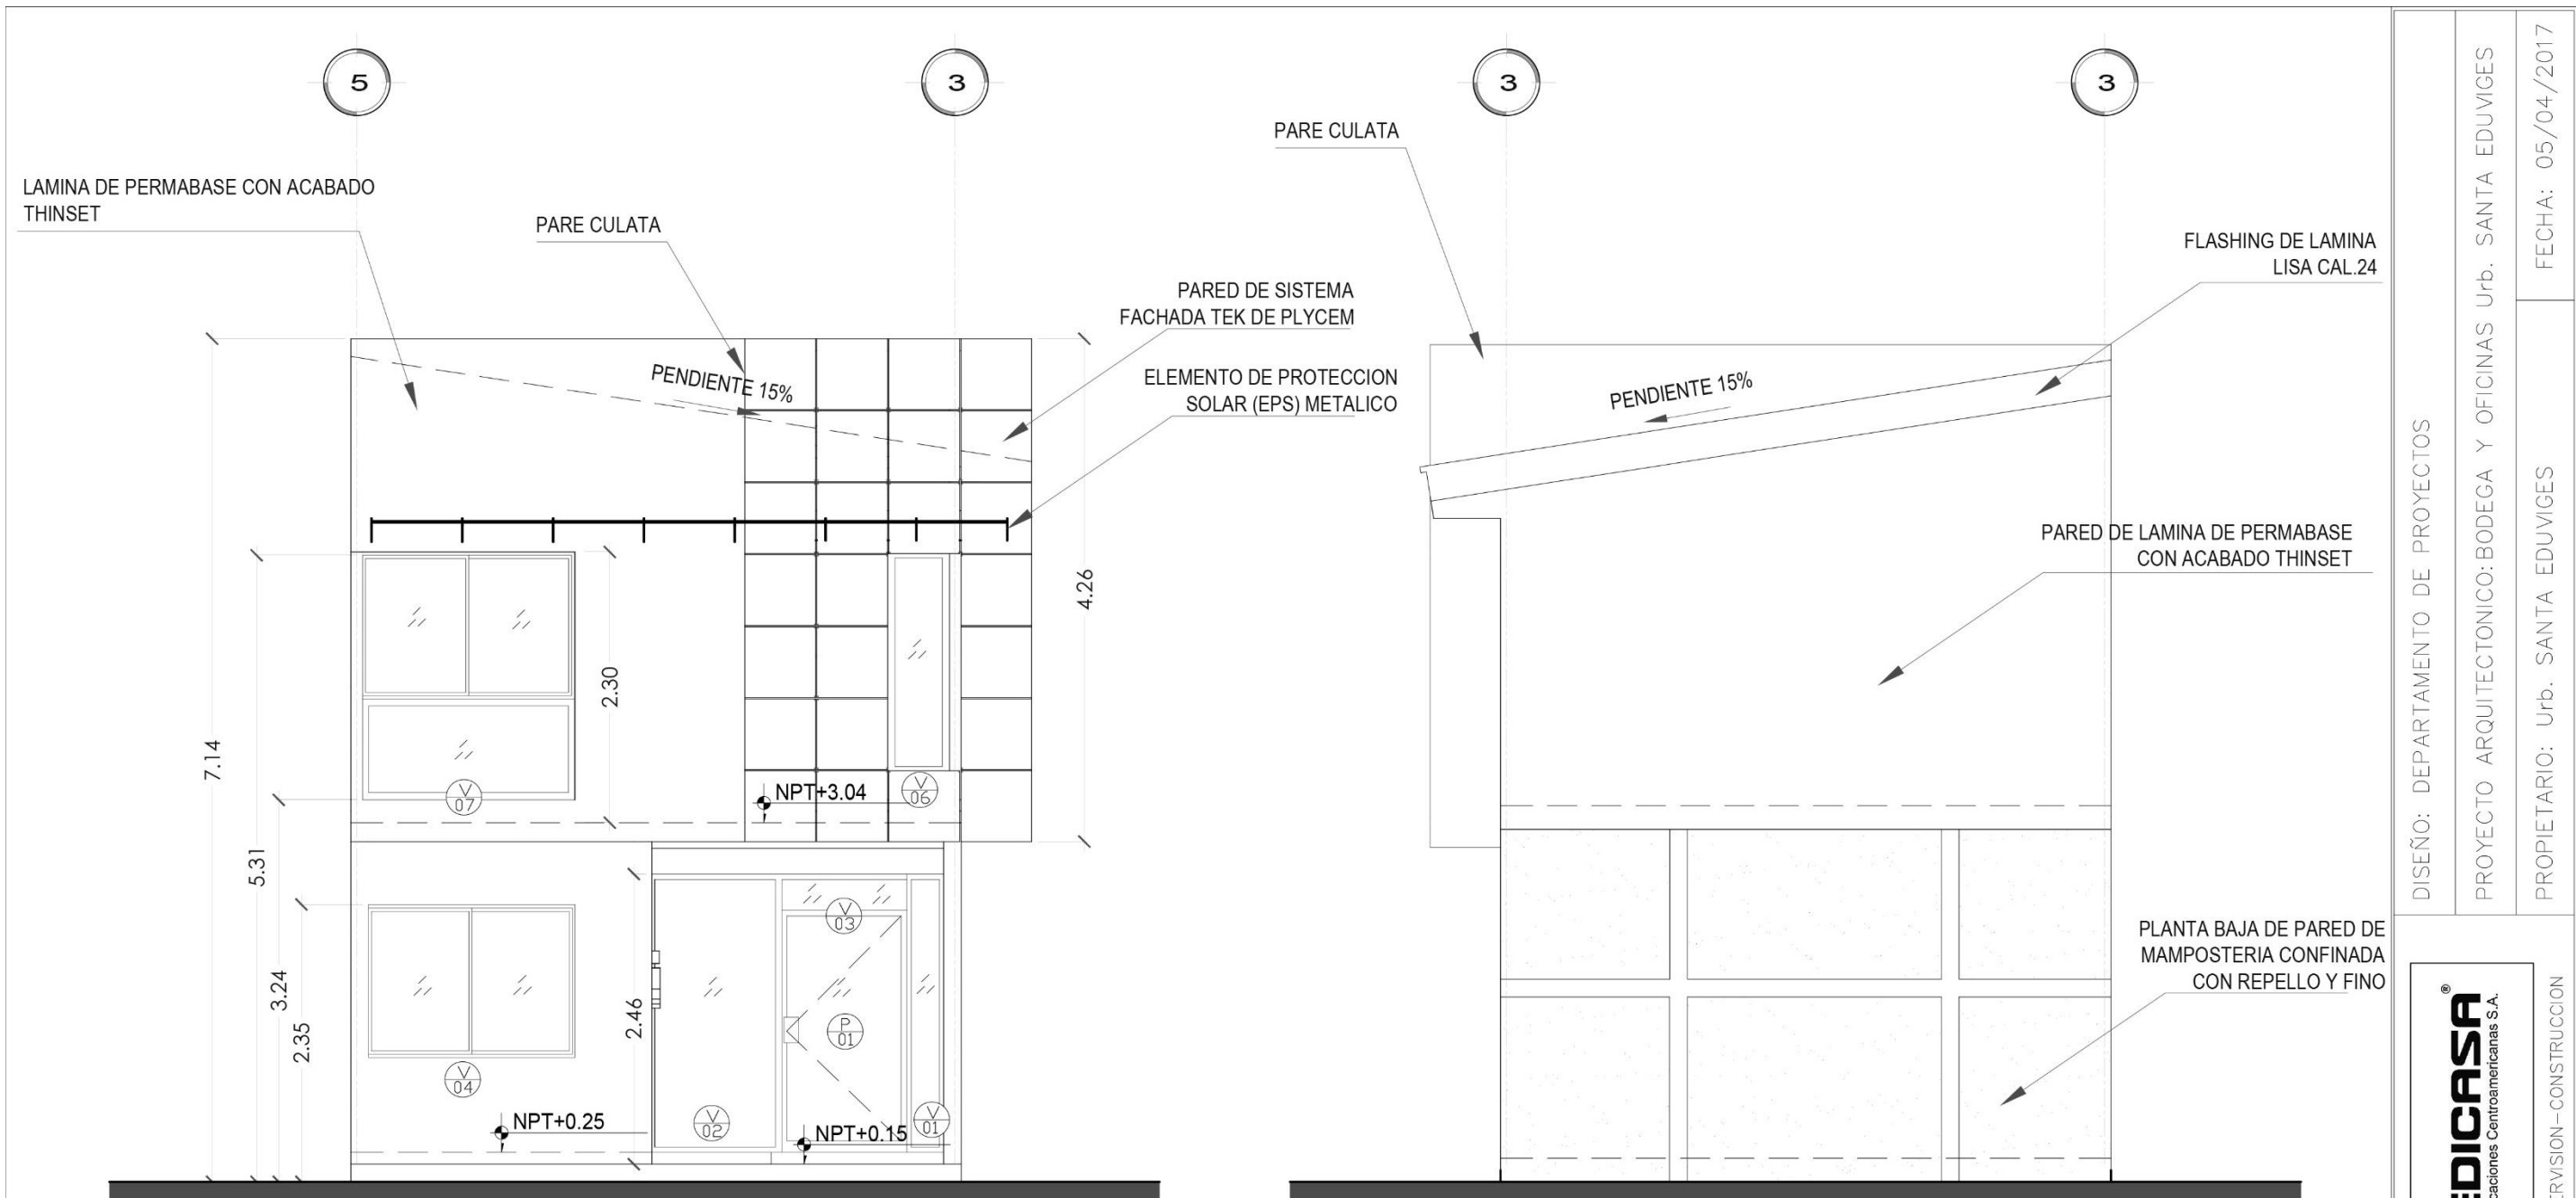 5
3
3
3
LAMINA DE PERMABASE CON ACABADO
THINSET
PARE CULATA
PARED DE SISTEMA
FACHADA TEK DE PLYCEM
ELEMENTO DE PROTECCION
SOLAR (EPS) METALICO
PENDIENTE 15%
7.14
5.31
3.24
2.35
2.30
2.46
4.26
V
07
NPT+3.04
V
06
V
04
NPT+0.25
V
02
V
03
P
01
NPT+0.15
V
01
PARE CULATA
FLASHING DE LAMINA
LISA CAL.24
PENDIENTE 15%
PARED DE LAMINA DE PERMABASE
CON ACABADO THINSET
PLANTA BAJA DE PARED DE
MAMPOSTERIA CONFINADA
CON REPELLO Y FINO
DISEÑO: DEPARTAMENTO DE PROYECTOS
PROYECTO ARQUITECTONICO: BODEGA Y OFICINAS Urb. SANTA EDUVIGES
PROPIETARIO: Urb. SANTA EDUVIGES
FECHA: 05/04/2017
EDICASA®
caciones Centroamericanas S.A.
ERVISION-CONSTRUCCION